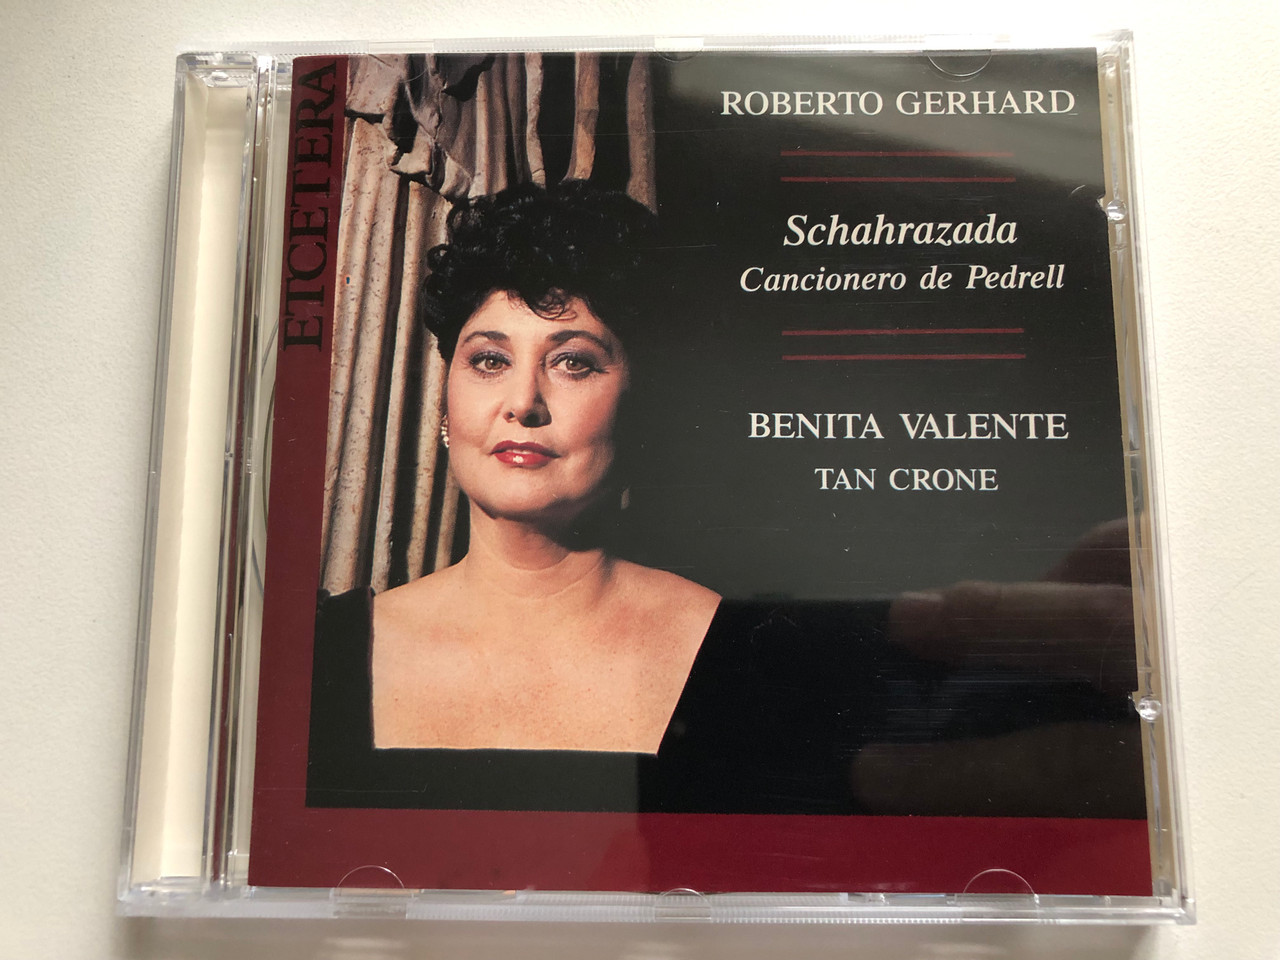 ETCETERA
ROBERTO GERHARD
Schahrazada
Cancionero de Pedrell
BENITA VALENTE
TAN CRONE